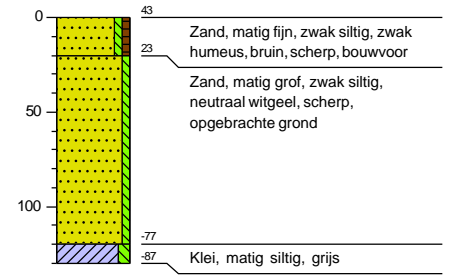 0
43
Zand, matig fijn, zwak siltig, zwak
humeus, bruin, scherp, bouwvoor
23
Zand, matig grof, zwak siltig,
neutraal witgeel, scherp,
opgebrachte grond
50
100
-77
-87
Klei, matig siltig, grijs